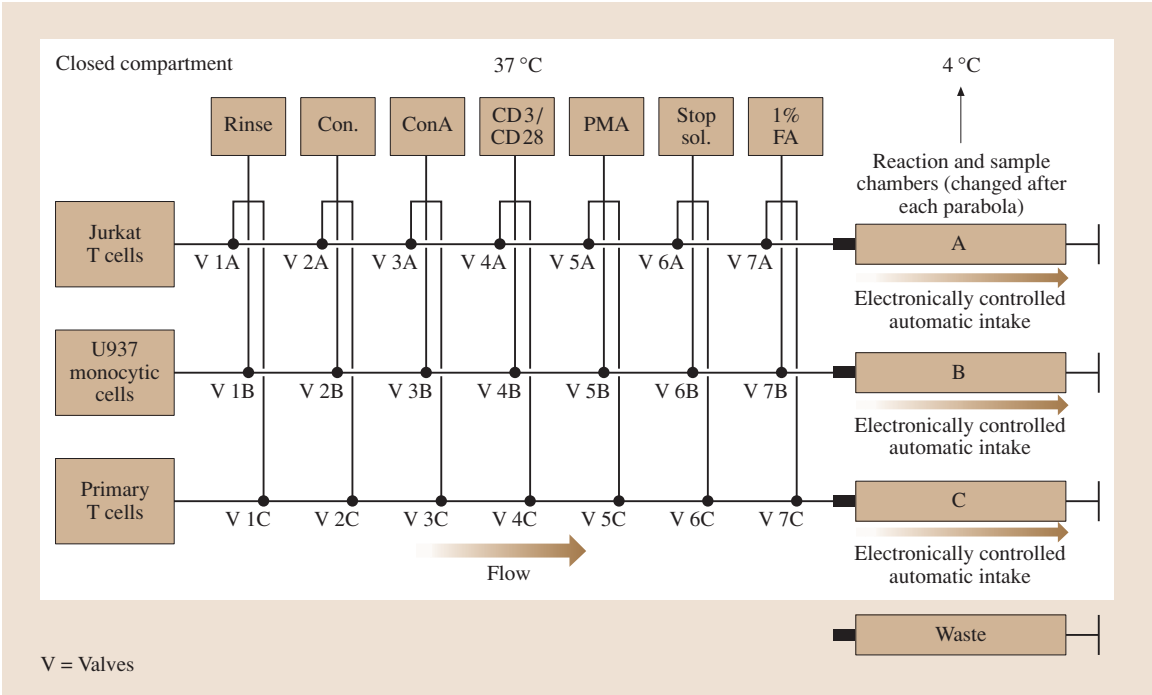 Closed compartment
37 °C
4 °C
Rinse
Con.
ConA
CD3/
CD28
PMA
Stop
sol.
1%
FA
Reaction and sample
chambers (changed after
each parabola)
Jurkat
T cells
V 1A
V 2A
V 3A
V 4A
V 5A
V 6A
V 7A
A
Electronically controlled
automatic intake
U937
monocytic
cells
V 1B
V 2B
V 3B
V 4B
V 5B
V 6B
V 7B
B
Electronically controlled
automatic intake
Primary
T cells
V 1C
V 2C
V 3C
V 4C
V 5C
V 6C
V 7C
C
Electronically controlled
automatic intake
Flow
Waste
V = Valves